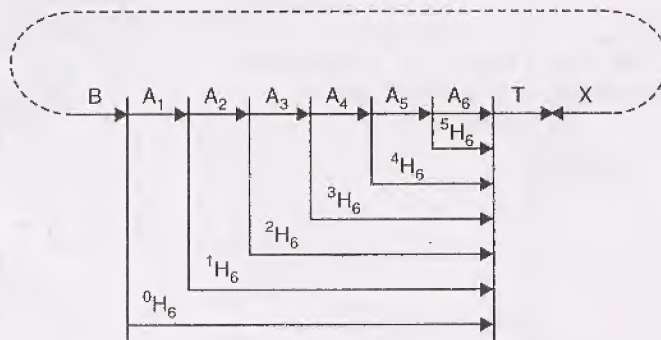 B A₁ A₂ A₃ A₄ A₅ A₆ T X
⁵H₆
⁴H₆
³H₆
²H₆
¹H₆
⁰H₆